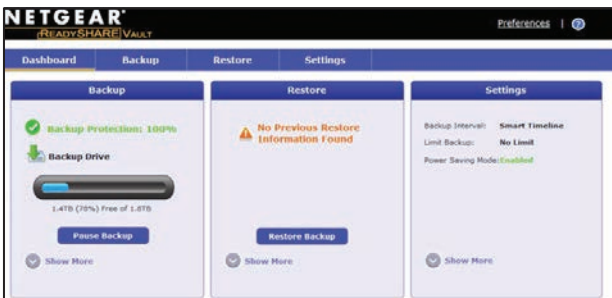 NETGEAR®
READYSHARE VAULT
Preferences | ?
Dashboard Backup Restore Settings
Backup
Backup Protection: 100%
Backup Drive
1.4TB (78%) Free of 1.8TB
Pause Backup
Show More
Restore
No Previous Restore
Information Found
Restore Backup
Show More
Settings
Backup Interval: Smart Timeline
Limit Backup: No Limit
Power Saving Mode: Enabled
Show More